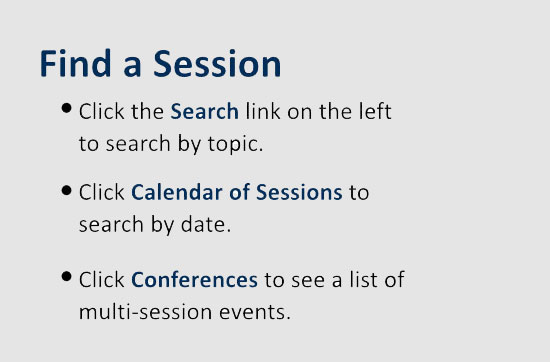 Find a Session
• Click the Search link on the left
to search by topic.
• Click Calendar of Sessions to
search by date.
• Click Conferences to see a list of
multi-session events.